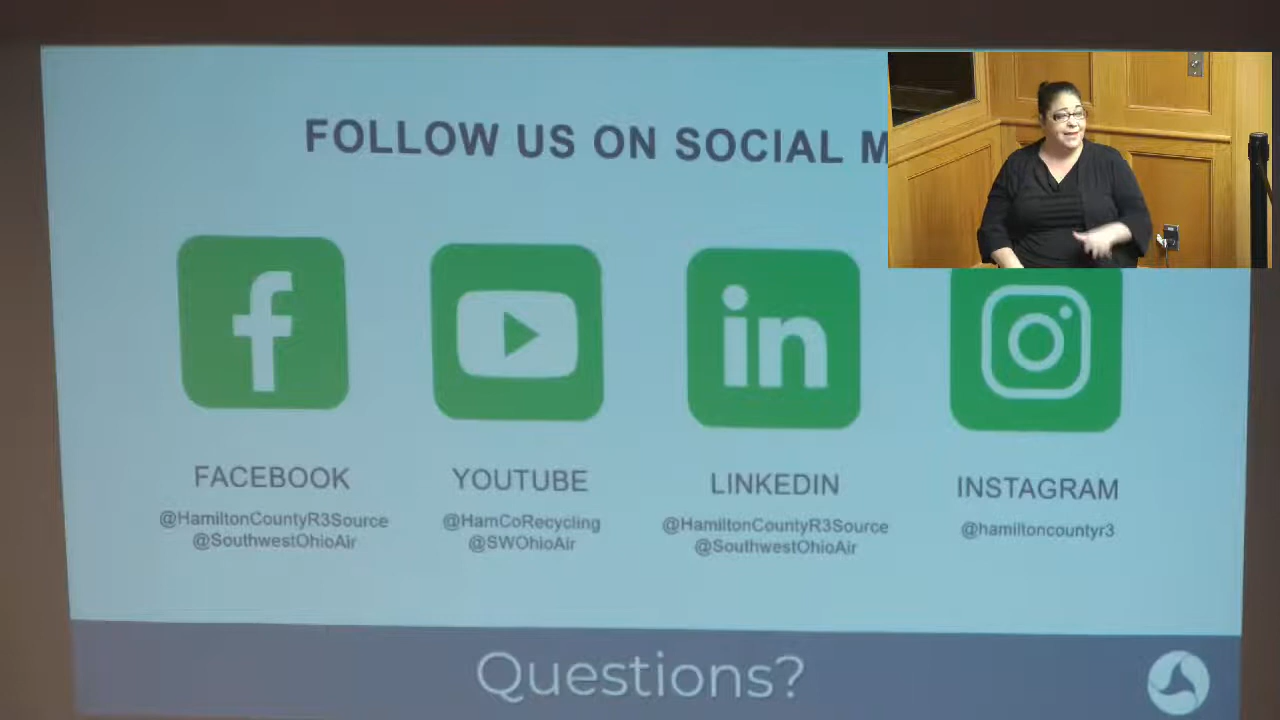 FOLLOW US ON SOCIAL M
FACEBOOK
@HamiltonCountyR3Source
@SouthwestOhioAir
YOUTUBE
@HamCoRecycling
@SWOhioAir
LINKEDIN
@HamiltonCountyR3Source
@SouthwestOhioAir
INSTAGRAM
@hamiltoncountyr3
Questions?